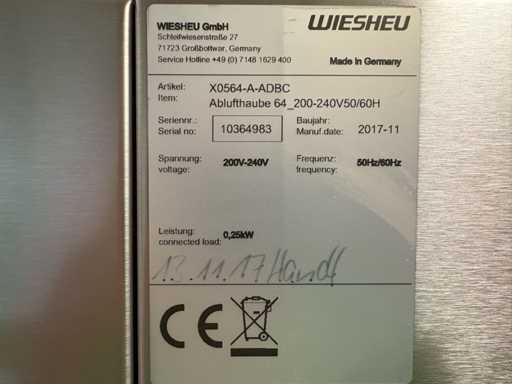 WIESHEU GmbH
WIESHEU
Schleifwiesenstraße 27
71723 Großbottwar, Germany
Service Hotline +49 (0) 7148 1629 400
Made in Germany
Artikel: X0564-A-ADBC
Item: Ablufthaube 64_200-240V50/60H
Seriennr.: Baujahr:
Serial no: 10364983 Manuf.date: 2017-11
Spannung: 200V-240V Frequenz: 50Hz/60Hz
voltage: frequency:
Leistung: 0,25kW
connected load:
13.11.17
CE